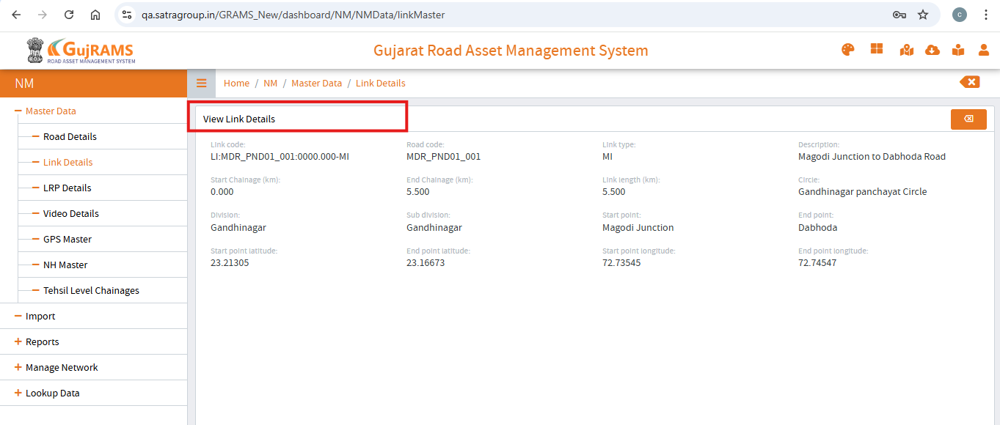 qa.satragroup.in/GRAMS_New/dashboard/NM/NMData/linkMaster
c
GujRAMS
ROAD ASSET MANAGEMENT SYSTEM
Gujarat Road Asset Management System
NM
Home / NM / Master Data / Link Details
Master Data
Road Details
Link Details
LRP Details
Video Details
GPS Master
NH Master
Tehsil Level Chainages
Import
Reports
Manage Network
Lookup Data
View Link Details
Link code: Road code: Link type: Description:
LI:MDR_PND01_001:0000.000-MI MDR_PND01_001 MI Magodi Junction to Dabhoda Road
Start Chainage (km): End Chainage (km): Link length (km): Circle:
0.000 5.500 5.500 Gandhinagar panchayat Circle
Division: Sub division: Start point: End point:
Gandhinagar Gandhinagar Magodi Junction Dabhoda
Start point latitude: End point latitude: Start point longitude: End point longitude:
23.21305 23.16673 72.73545 72.74547